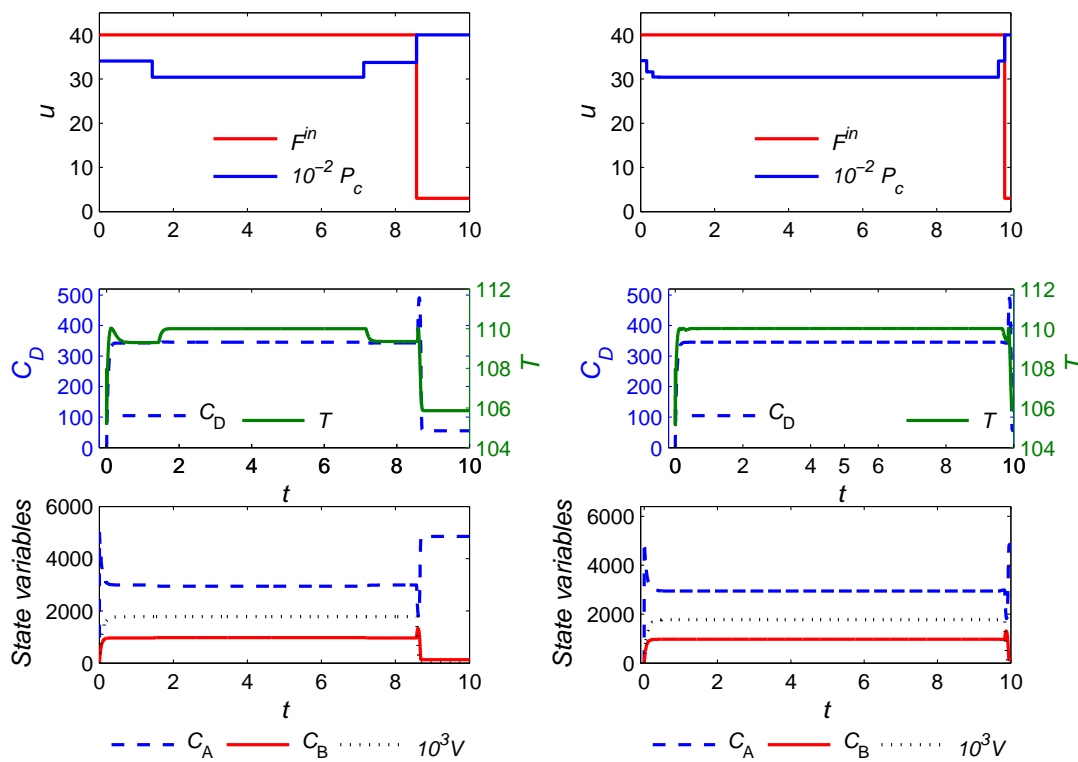 40
30
20
10
0
u
F^in
10^−2 P_c
0 2 4 6 8 10
40
30
20
10
0
u
F^in
10^−2 P_c
0 2 4 6 8 10
500
400
300
200
100
0
C_D
112
110
108
106
104
T
C_D T
0 2 4 6 8 10
t
500
400
300
200
100
0
C_D
112
110
108
106
104
T
C_D T
0 2 4 5 6 8 10
t
6000
4000
2000
0
State variables
0 2 4 6 8 10
t
C_A C_B 10^3V
6000
4000
2000
0
State variables
0 2 4 6 8 10
t
C_A C_B 10^3V